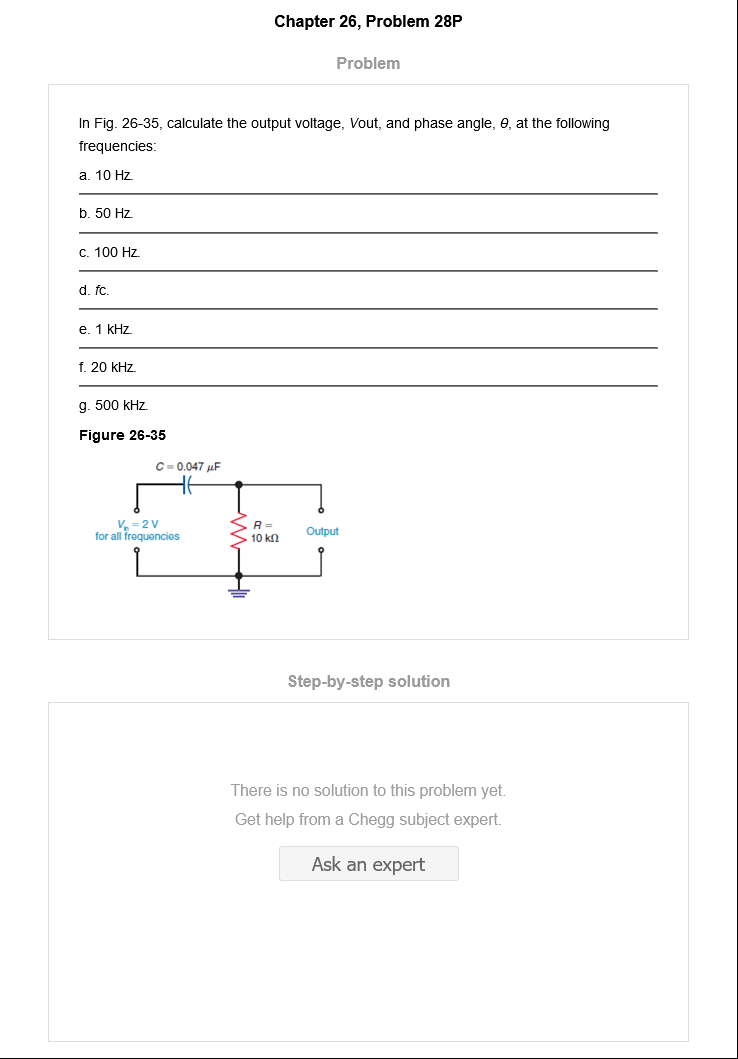 Chapter 26, Problem 28P
Problem
In Fig. 26-35, calculate the output voltage, Vout, and phase angle, θ, at the following
frequencies:
a. 10 Hz.
b. 50 Hz.
c. 100 Hz.
d. fc.
e. 1 kHz.
f. 20 kHz.
g. 500 kHz.
Figure 26-35
C = 0.047 μF
Vin = 2 V
for all frequencies
R =
10 kΩ
Output
Step-by-step solution
There is no solution to this problem yet.
Get help from a Chegg subject expert.
Ask an expert